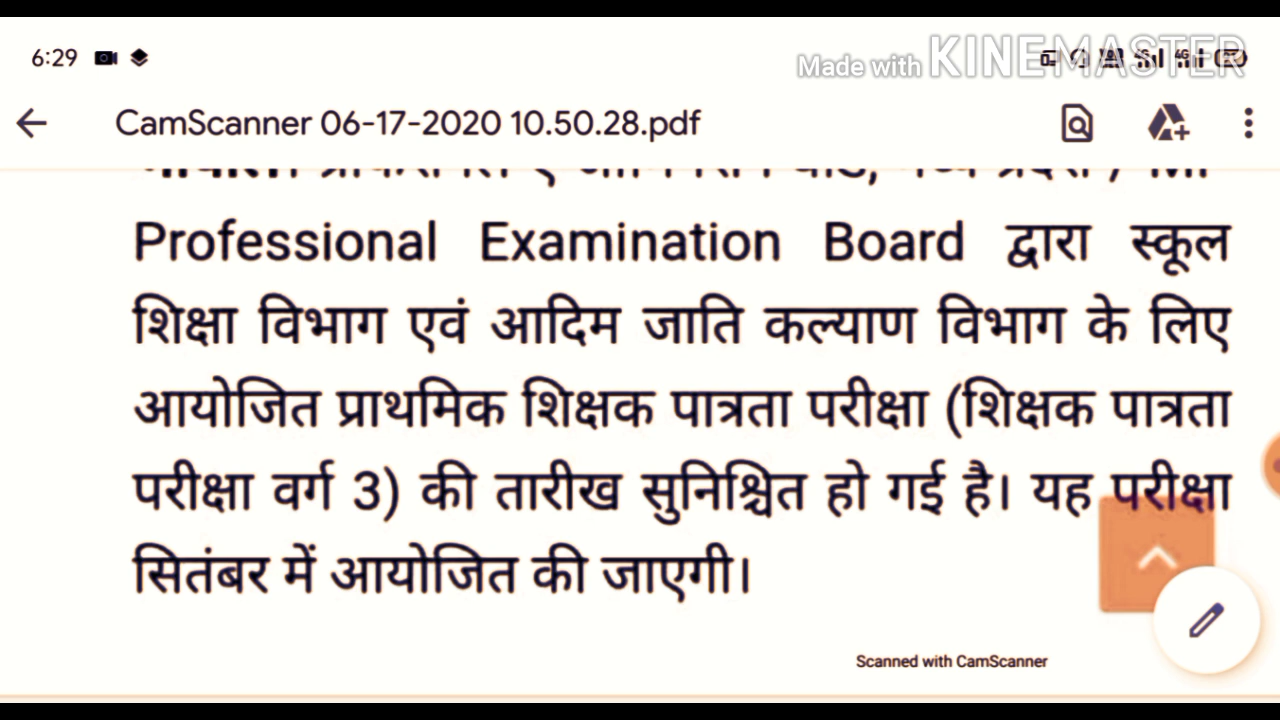 6:29
Made with KINEMASTER
CamScanner 06-17-2020 10.50.28.pdf
Professional Examination Board द्वारा स्कूल
शिक्षा विभाग एवं आदिम जाति कल्याण विभाग के लिए
आयोजित प्राथमिक शिक्षक पात्रता परीक्षा (शिक्षक पात्रता
परीक्षा वर्ग 3) की तारीख सुनिश्चित हो गई है। यह परीक्षा
सितंबर में आयोजित की जाएगी।
Scanned with CamScanner